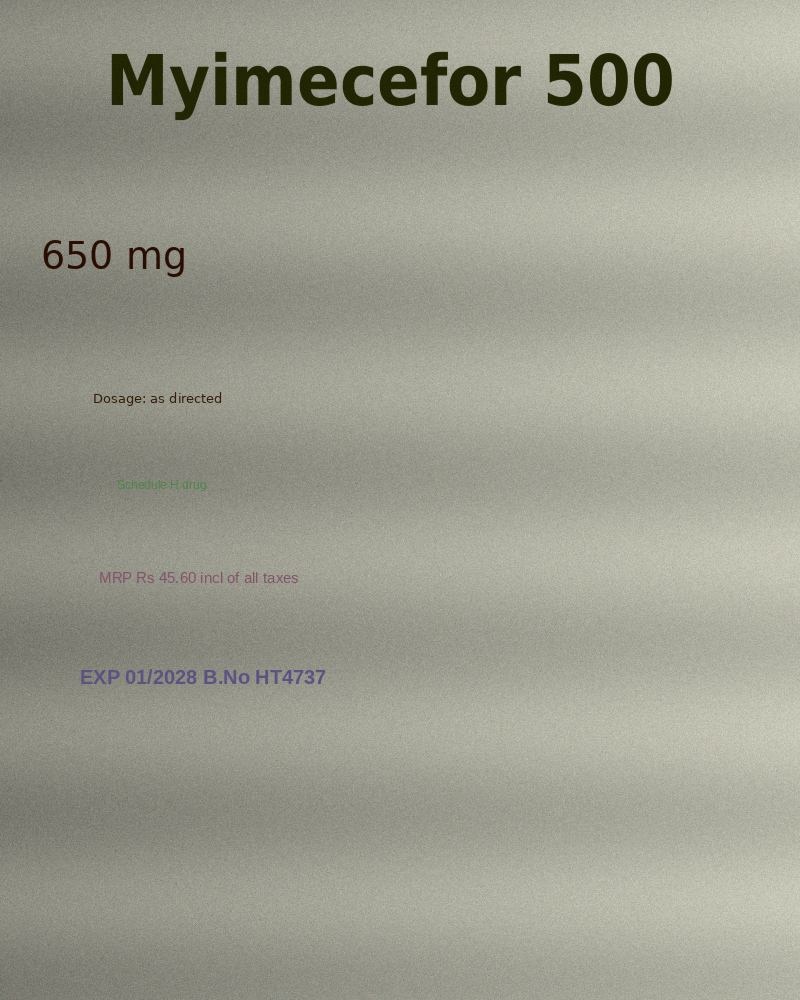 Myimecefor 500
650 mg
Dosage: as directed
Schedule H drug
MRP Rs 45.60 incl of all taxes
EXP 01/2028 B.No HT4737